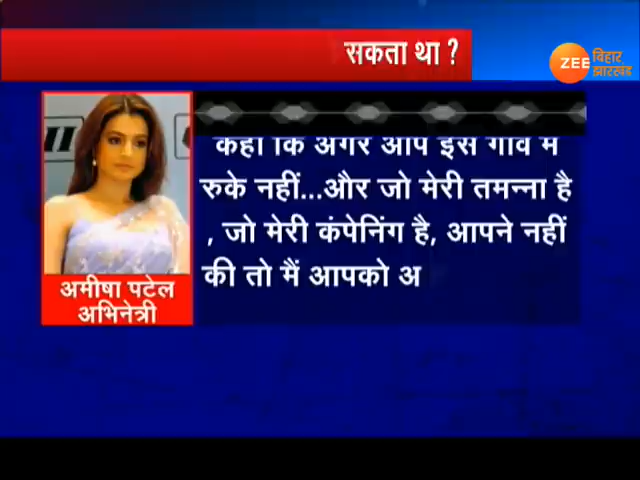 सकता था ?
ZEE
बिहार
झारखंड
कहा कि अगर आप इस गांव में
रुके नहीं...और जो मेरी तमन्ना है
, जो मेरी कंपेनिंग है, आपने नहीं
की तो मैं आपको अ
अमीषा पटेल
अभिनेत्री